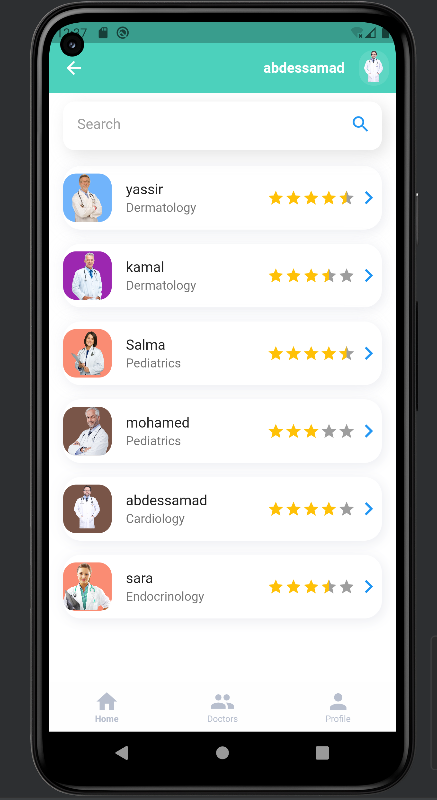 abdessamad
Search
yassir
Dermatology
kamal
Dermatology
Salma
Pediatrics
mohamed
Pediatrics
abdessamad
Cardiology
sara
Endocrinology
Home
Doctors
Profile